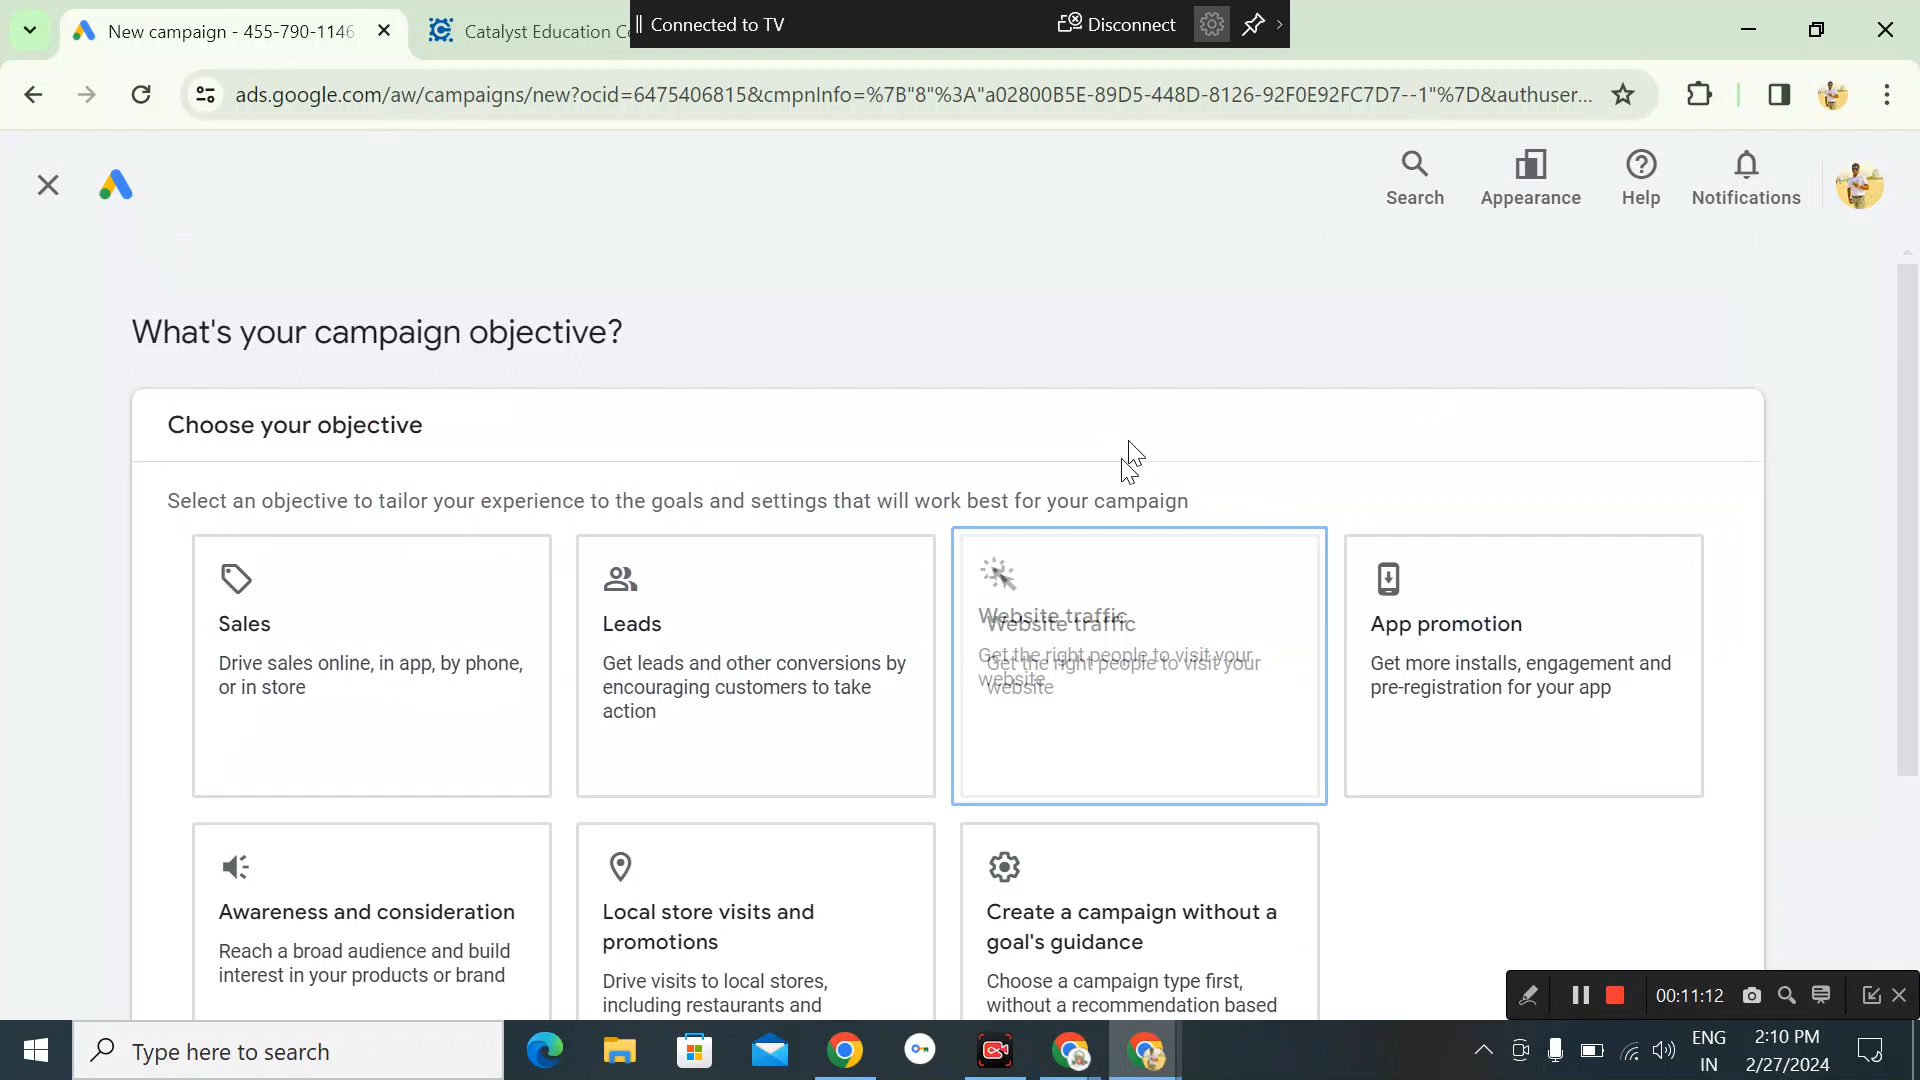 New campaign - 455-790-1146
Catalyst Education C
Connected to TV
Disconnect
ads.google.com/aw/campaigns/new?ocid=6475406815&cmpnInfo=%7B"8"%3A"a02800B5E-89D5-448D-8126-92F0E92FC7D7--1"%7D&authuser...
Search
Appearance
Help
Notifications
What's your campaign objective?
Choose your objective
Select an objective to tailor your experience to the goals and settings that will work best for your campaign
Sales
Drive sales online, in app, by phone,
or in store
Leads
Get leads and other conversions by
encouraging customers to take
action
Website traffic
Get the right people to visit your
website
App promotion
Get more installs, engagement and
pre-registration for your app
Awareness and consideration
Reach a broad audience and build
interest in your products or brand
Local store visits and
promotions
Drive visits to local stores,
including restaurants and
Create a campaign without a
goal's guidance
Choose a campaign type first,
without a recommendation based
00:11:12
Type here to search
ENG
IN
2:10 PM
2/27/2024